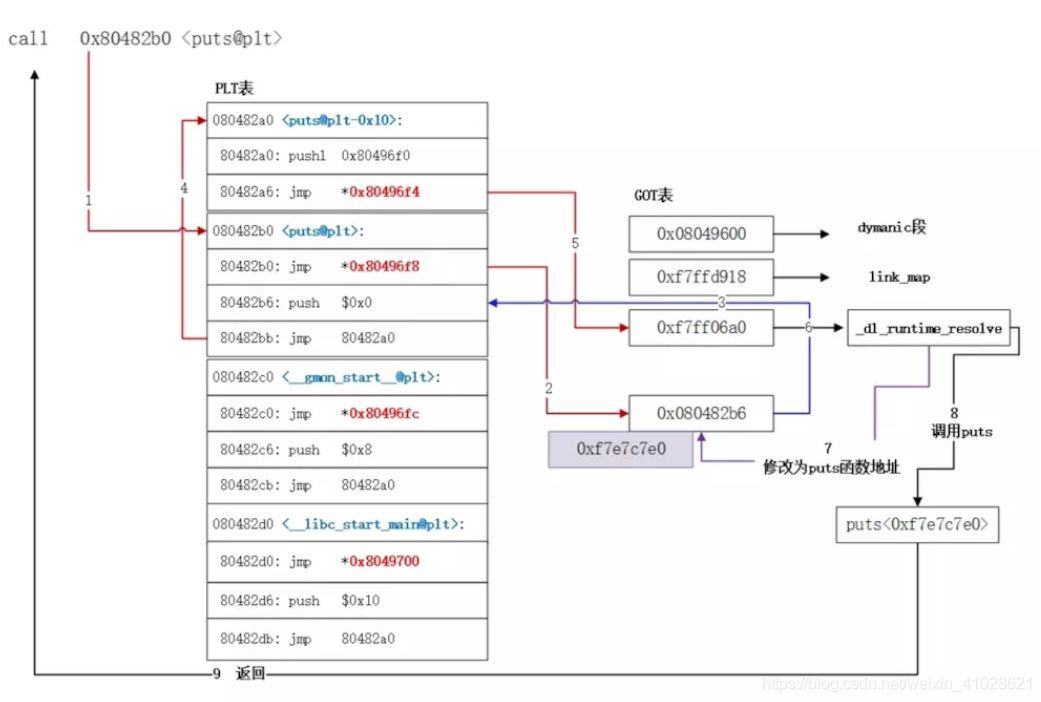 call 0x80482b0 <puts@plt>
PLT表
080482a0 <puts@plt-0x10>:
80482a0: pushl 0x80496f0
80482a6: jmp *0x80496f4
080482b0 <puts@plt>:
80482b0: jmp *0x80496f8
80482b6: push $0x0
80482bb: jmp 80482a0
080482c0 <__gmon_start__@plt>:
80482c0: jmp *0x80496fc
80482c6: push $0x8
80482cb: jmp 80482a0
080482d0 <__libc_start_main@plt>:
80482d0: jmp *0x8049700
80482d6: push $0x10
80482db: jmp 80482a0
1
4
5
2
3
6
GOT表
0x08049600
dymanic段
0xf7ffd918
link_map
0xf7ff06a0
_dl_runtime_resolve
0x080482b6
0xf7e7c7e0
7
修改为puts函数地址
8
调用puts
puts<0xf7e7c7e0>
9 返回
https://blog.csdn.net/weixin_41028621